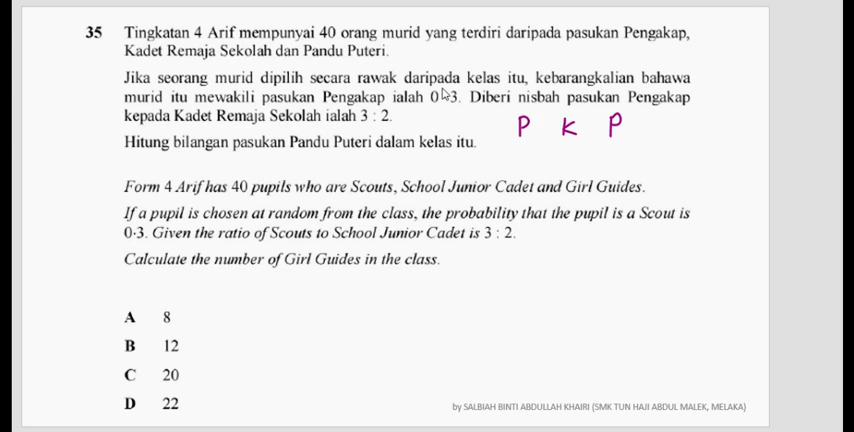 35 Tingkatan 4 Arif mempunyai 40 orang murid yang terdiri daripada pasukan Pengakap,
Kadet Remaja Sekolah dan Pandu Puteri.
Jika seorang murid dipilih secara rawak daripada kelas itu, kebarangkalian bahawa
murid itu mewakili pasukan Pengakap ialah 0·3. Diberi nisbah pasukan Pengakap
kepada Kadet Remaja Sekolah ialah 3 : 2.
P K P
Hitung bilangan pasukan Pandu Puteri dalam kelas itu.
Form 4 Arif has 40 pupils who are Scouts, School Junior Cadet and Girl Guides.
If a pupil is chosen at random from the class, the probability that the pupil is a Scout is
0·3. Given the ratio of Scouts to School Junior Cadet is 3 : 2.
Calculate the number of Girl Guides in the class.
A 8
B 12
C 20
D 22
by SALBIAH BINTI ABDULLAH KHAIRI (SMK TUN HAJI ABDUL MALEK, MELAKA)